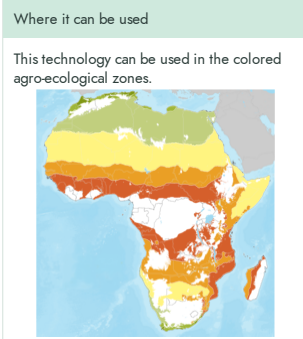 Where it can be used
This technology can be used in the colored
agro-ecological zones.